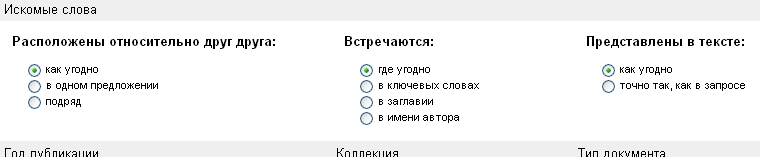 Искомые слова
Расположены относительно друг друга:
как угодно
в одном предложении
подряд
Встречаются:
где угодно
в ключевых словах
в заглавии
в имени автора
Представлены в тексте:
как угодно
точно так, как в запросе
Год публикации
Коллекция
Тип документа